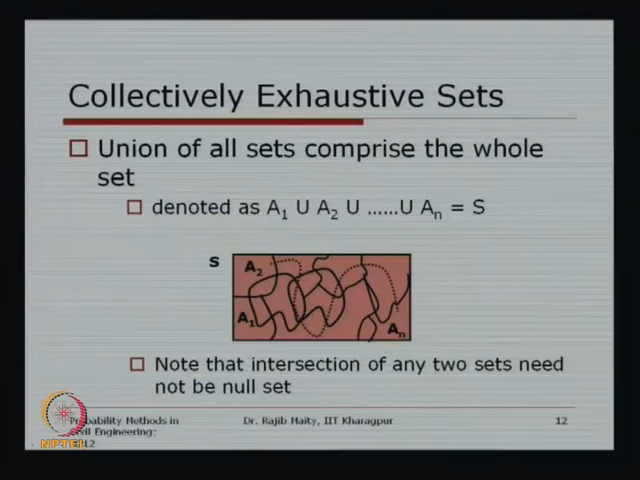 Collectively Exhaustive Sets
Union of all sets comprise the whole
set
denoted as A1 U A2 U ......U An = S
S
A2
A1
An
Note that intersection of any two sets need
not be null set
Probability Methods in
Civil Engineering:
Dr. Rajib Maity, IIT Kharagpur
12
NPTEL